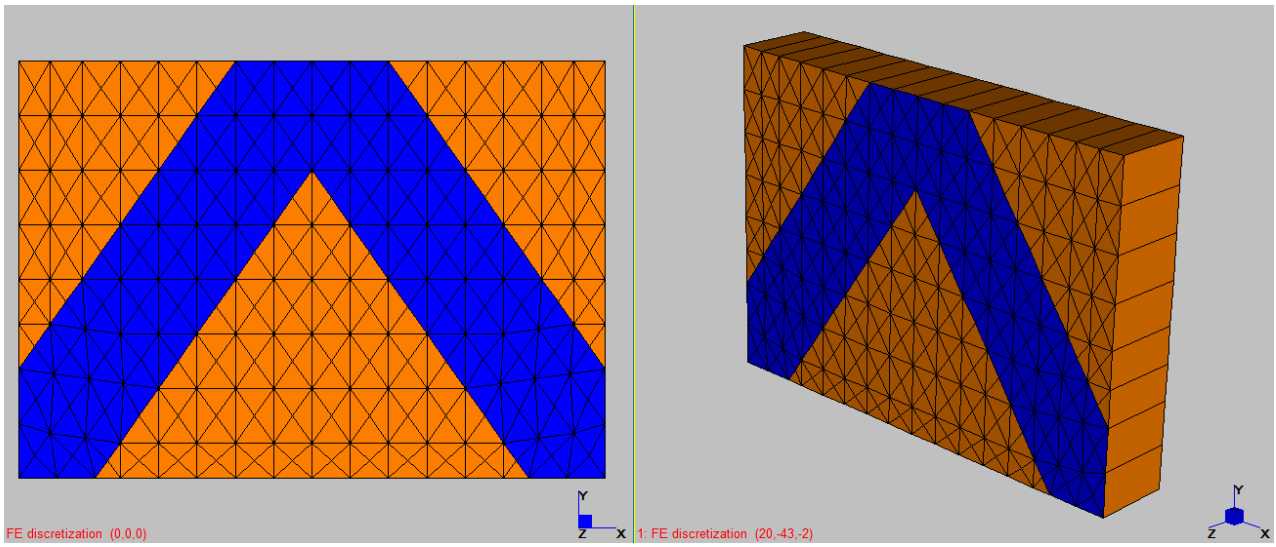 Y
Z X
FE discretization (0,0,0)
Y
Z X
1: FE discretization (20,-43,-2)